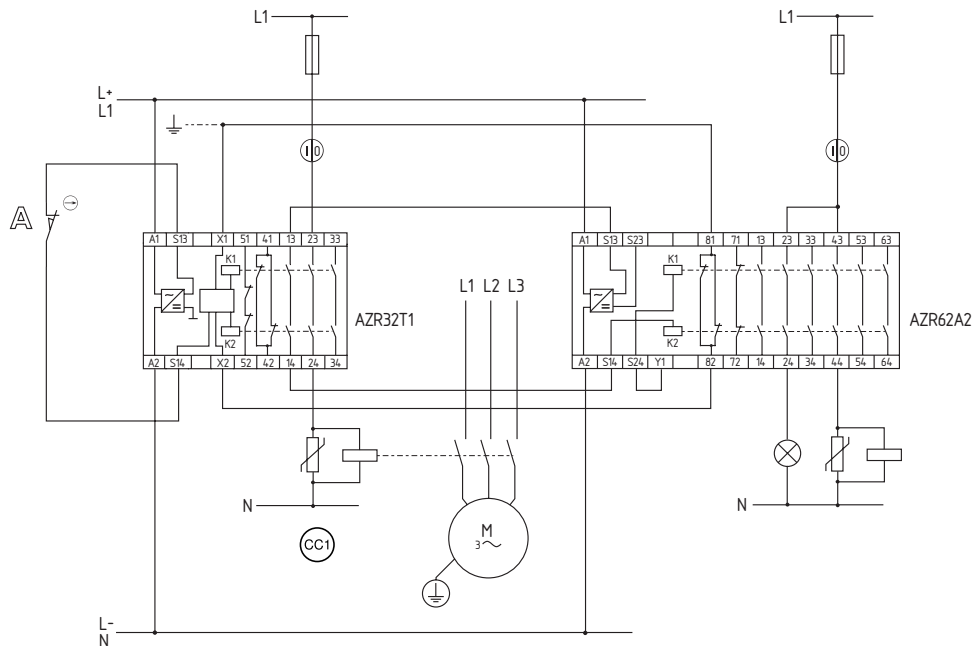 L1
L1
L+
L1
I 0
I 0
A
A1 S13 X1 51 41 13 23 33
A1 S13 S23 81 71 13 23 33 43 53 63
K1
K1
L1 L2 L3
AZR32T1
AZR62A2
K2
K2
A2 S14 X2 52 42 14 24 34
A2 S14 S24 Y1 82 72 14 24 34 44 54 64
N
N
M
3
CC1
L-
N